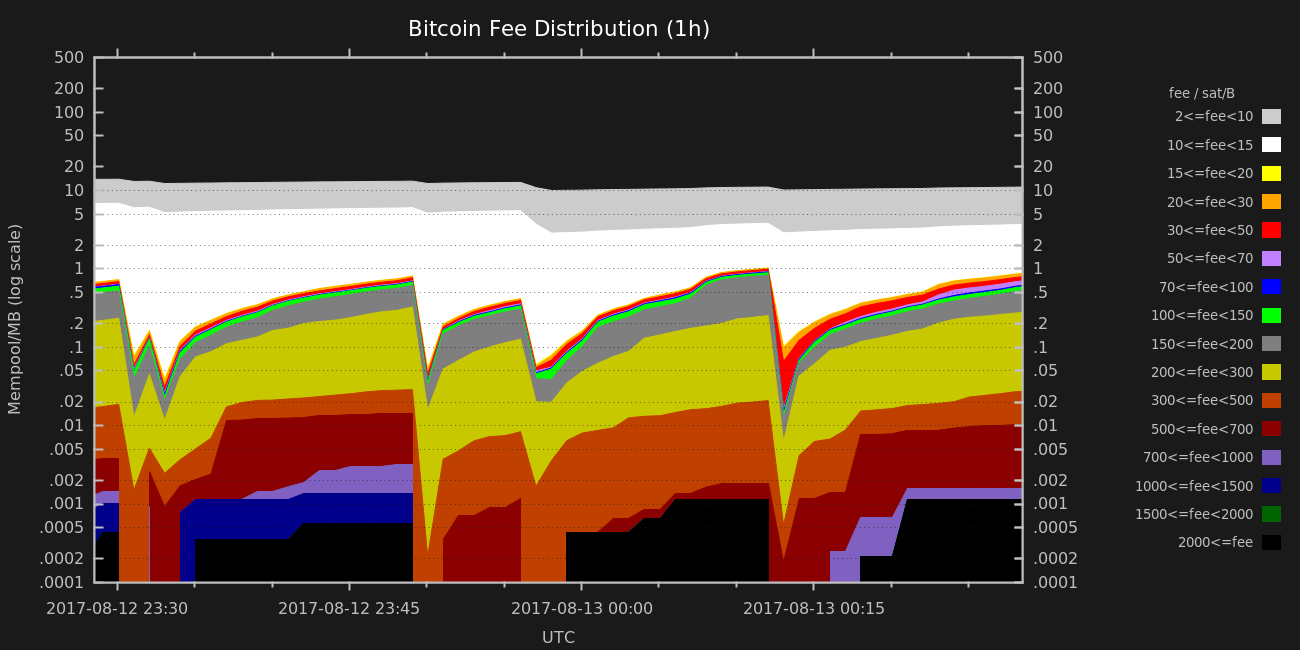 Bitcoin Fee Distribution (1h)
500 500
200 200
100 100
50 50
20 20
10 10
5 5
2 2
1 1
.5 .5
.2 .2
.1 .1
.05 .05
.02 .02
.01 .01
.005 .005
.002 .002
.001 .001
.0005 .0005
.0002 .0002
.0001 .0001
Mempool/MB (log scale)
2017-08-12 23:30 2017-08-12 23:45 2017-08-13 00:00 2017-08-13 00:15
UTC
fee / sat/B
2<=fee<10
10<=fee<15
15<=fee<20
20<=fee<30
30<=fee<50
50<=fee<70
70<=fee<100
100<=fee<150
150<=fee<200
200<=fee<300
300<=fee<500
500<=fee<700
700<=fee<1000
1000<=fee<1500
1500<=fee<2000
2000<=fee